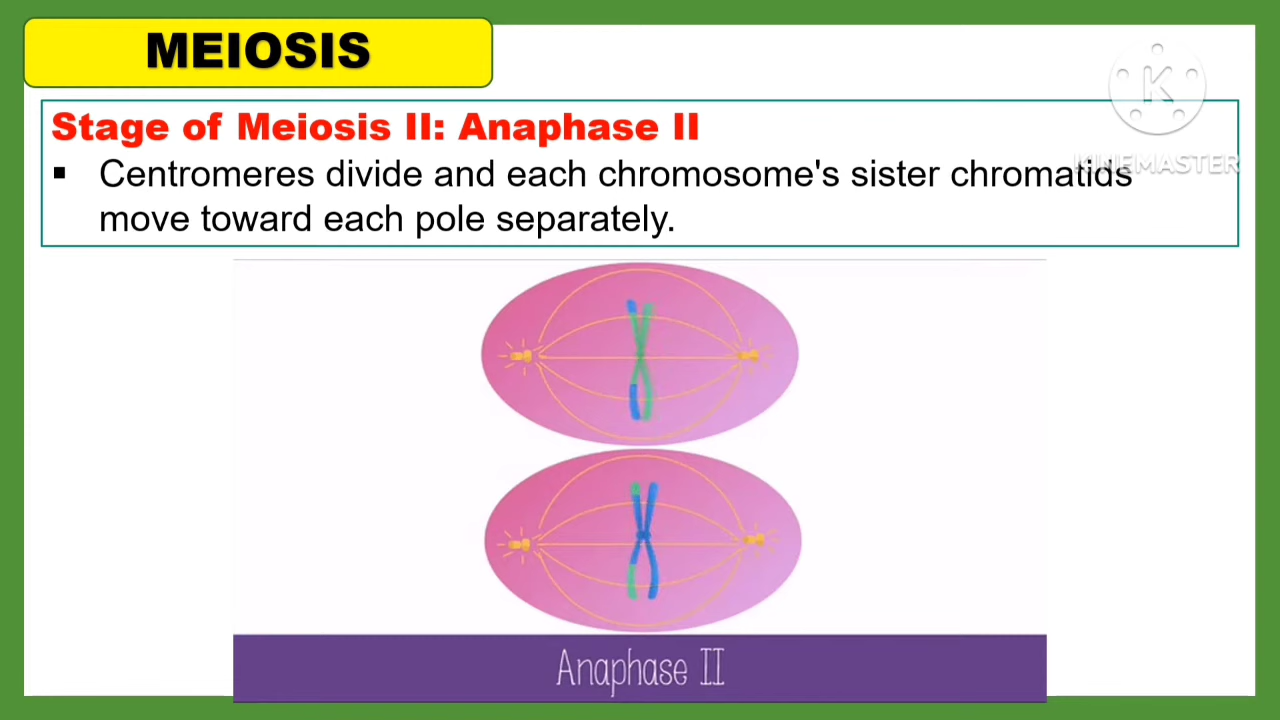 MEIOSIS
K
KINEMASTER
Stage of Meiosis II: Anaphase II
▪ Centromeres divide and each chromosome's sister chromatids
move toward each pole separately.
Anaphase II